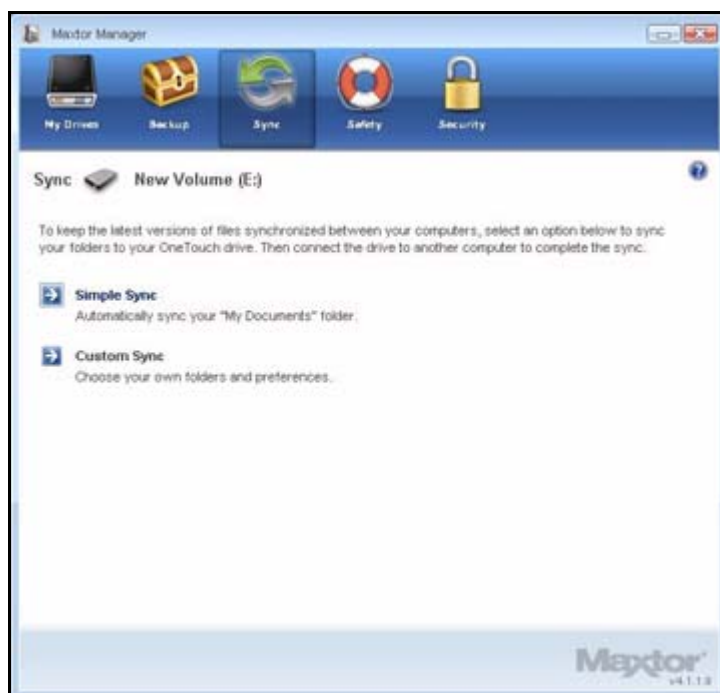 Maxtor Manager
My Drives Backup Sync Safety Security
Sync New Volume (E:)
To keep the latest versions of files synchronized between your computers, select an option below to sync
your folders to your OneTouch drive. Then connect the drive to another computer to complete the sync.
Simple Sync
Automatically sync your "My Documents" folder.
Custom Sync
Choose your own folders and preferences.
Maxtor